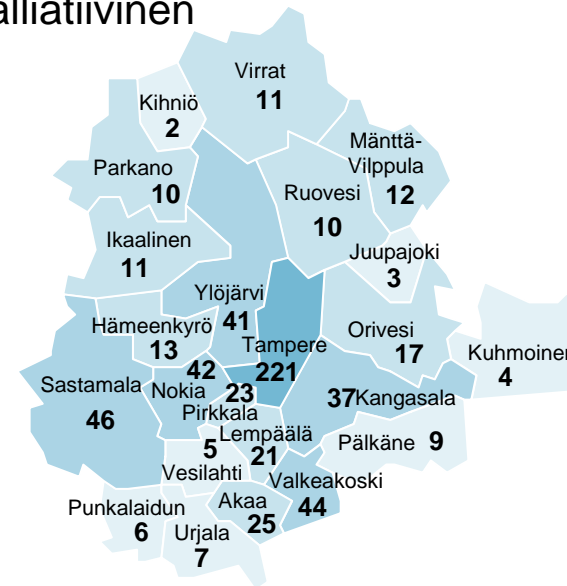 alliatiivinen
Virrat
11
Kihniö
2
Mänttä-
Vilppula
12
Parkano
10
Ruovesi
10
Ikaalinen
11
Juupajoki
3
Ylöjärvi
41
Hämeenkyrö
13
Tampere
221
Orivesi
17
Kuhmoinen
4
Sastamala
46
42
Nokia
23
Pirkkala
37 Kangasala
Lempäälä
21
5
Vesilahti
Pälkäne 9
Valkeakoski
44
Punkalaidun
6
Akaa
25
Urjala
7